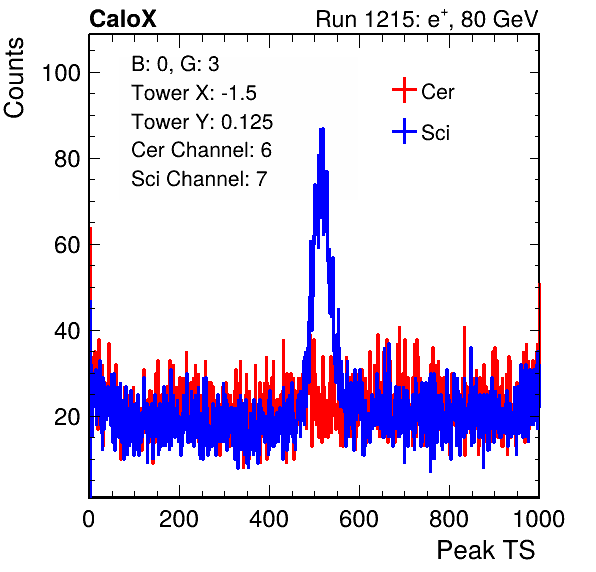 CaloX Run 1215: e⁺, 80 GeV
Counts
B: 0, G: 3
Tower X: -1.5
Tower Y: 0.125
Cer Channel: 6
Sci Channel: 7
Cer
Sci
100
80
60
40
20
0 200 400 600 800 1000
Peak TS